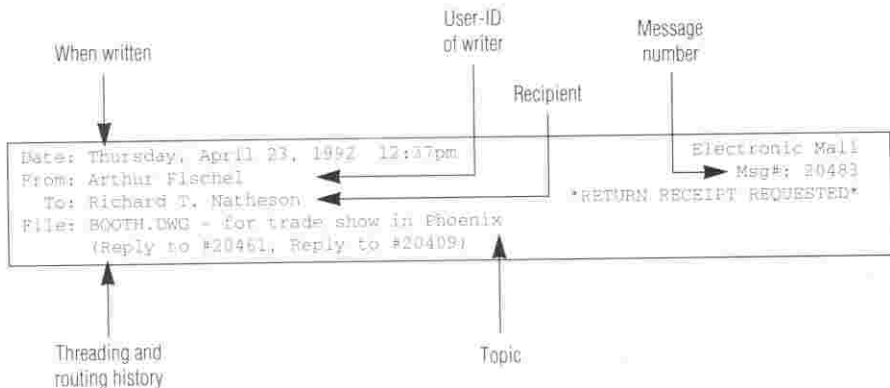 User-ID
of writer
Message
number
When written
Recipient
Date: Thursday, April 23, 1992 12:37pm
Electronic Mail
From: Arthur Fischel
Msg#: 20483
To: Richard T. Matheson
*RETURN RECEIPT REQUESTED*
File: BOOTH.DWG - for trade show in Phoenix
(Reply to #20461, Reply to #20409)
Threading and
routing history
Topic